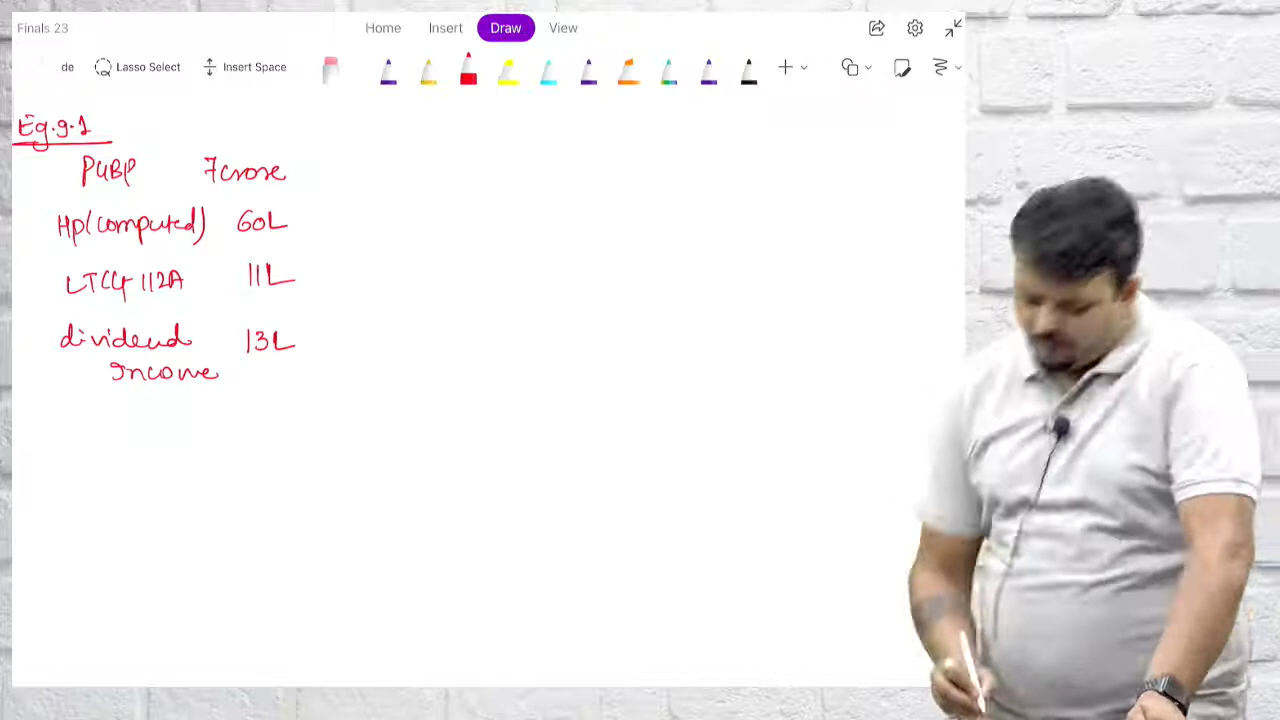 Finals 23
Home Insert Draw View
de Lasso Select Insert Space
Eg.9.1
PGBP 7crore
HP(computed) 60L
LTCG 112A 11L
dividend 13L
Income